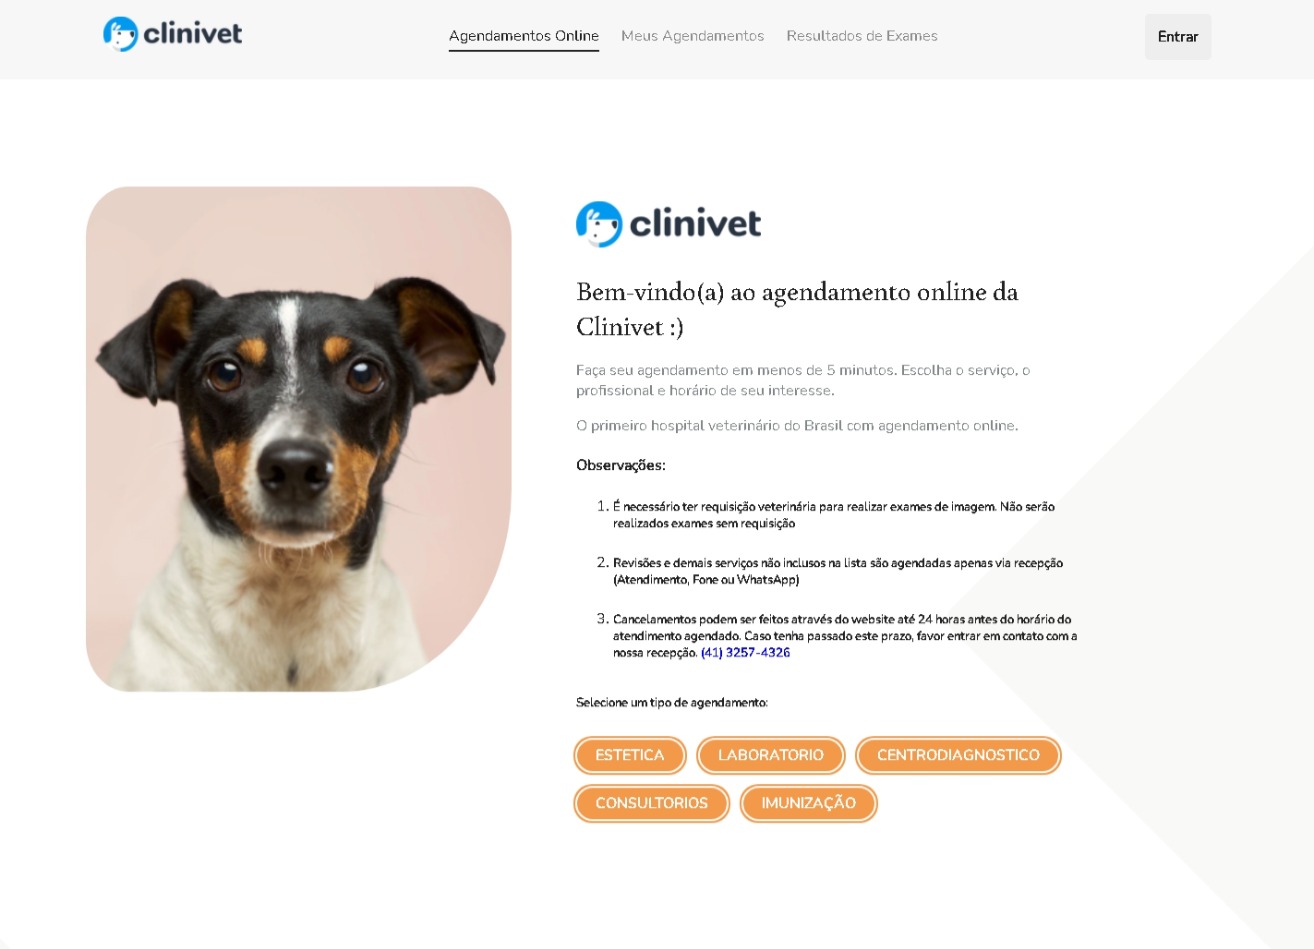 clinivet
Agendamentos Online
Meus Agendamentos
Resultados de Exames
Entrar
clinivet
Bem-vindo(a) ao agendamento online da
Clinivet :)
Faça seu agendamento em menos de 5 minutos. Escolha o serviço, o
profissional e horário de seu interesse.
O primeiro hospital veterinário do Brasil com agendamento online.
Observações:
1. É necessário ter requisição veterinária para realizar exames de imagem. Não serão
realizados exames sem requisição
2. Revisões e demais serviços não inclusos na lista são agendadas apenas via recepção
(Atendimento, Fone ou WhatsApp)
3. Cancelamentos podem ser feitos através do website até 24 horas antes do horário do
atendimento agendado. Caso tenha passado este prazo, favor entrar em contato com a
nossa recepção. (41) 3257-4326
Selecione um tipo de agendamento:
ESTETICA
LABORATORIO
CENTRODIAGNOSTICO
CONSULTORIOS
IMUNIZAÇÃO